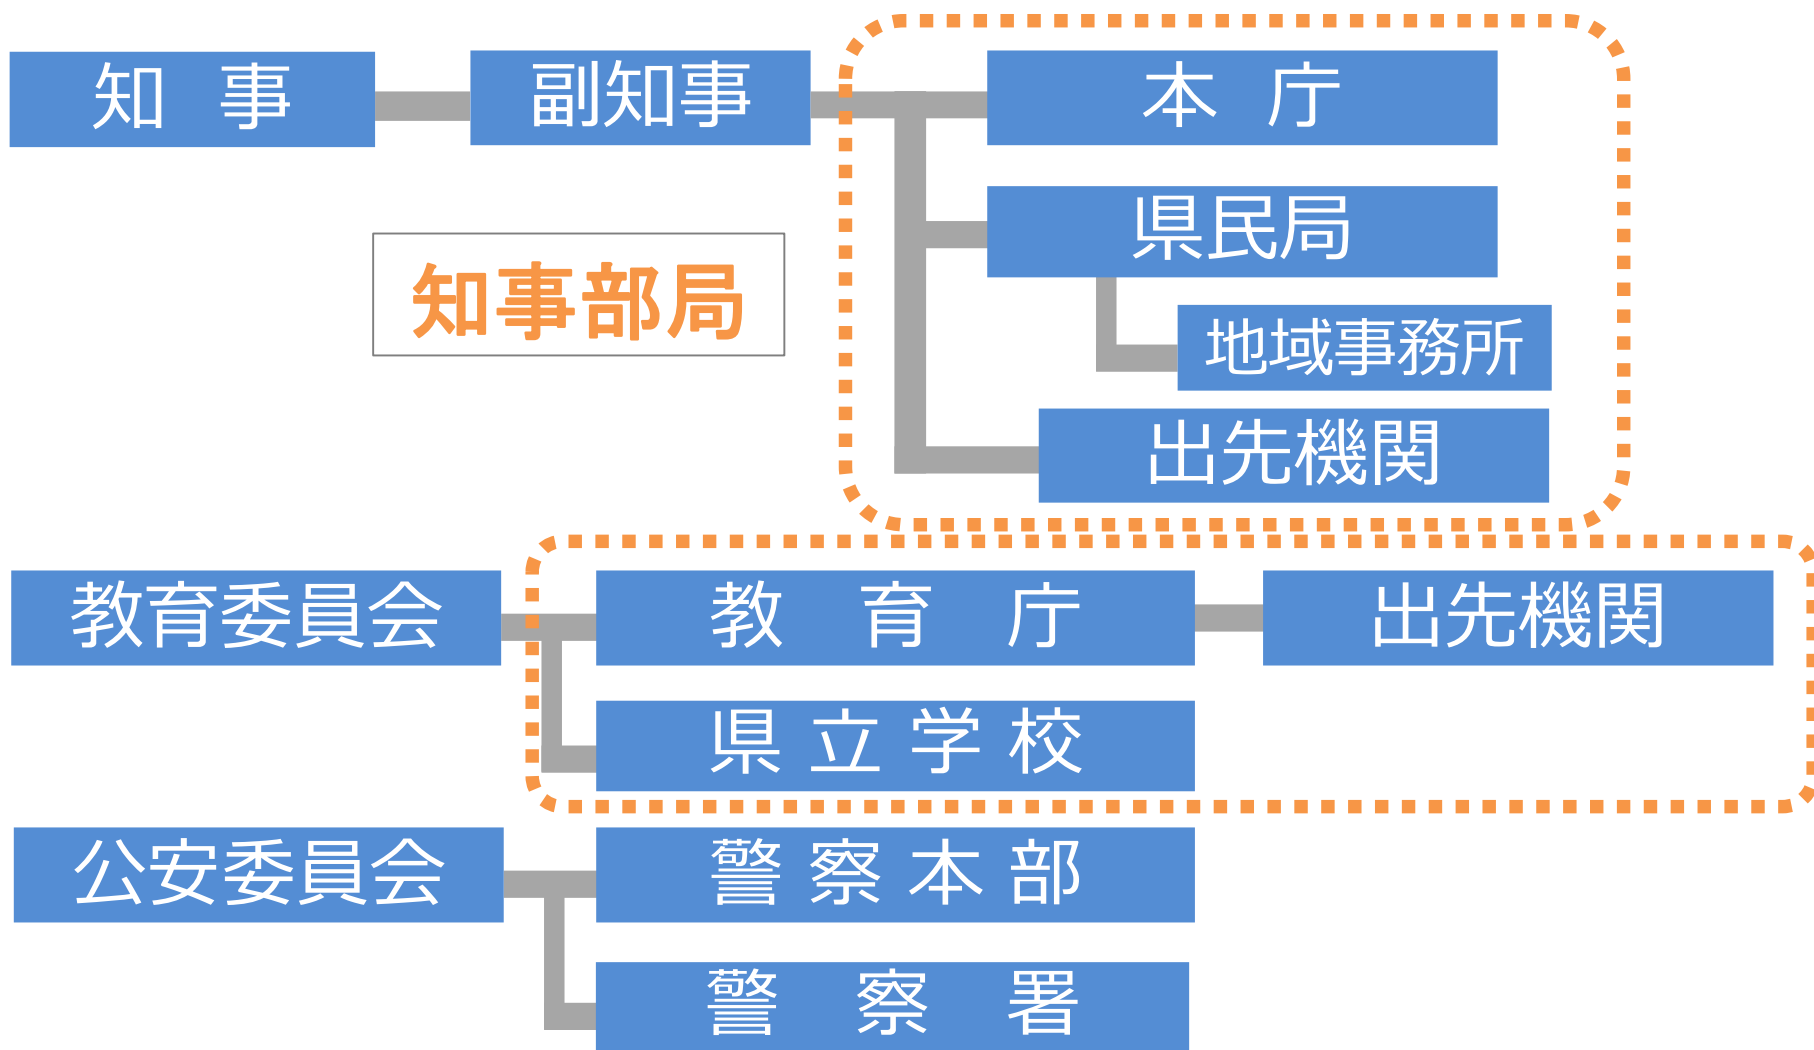 知事
副知事
本庁
県民局
知事部局
地域事務所
出先機関
教育委員会
教育庁
出先機関
県立学校
公安委員会
警察本部
警察署